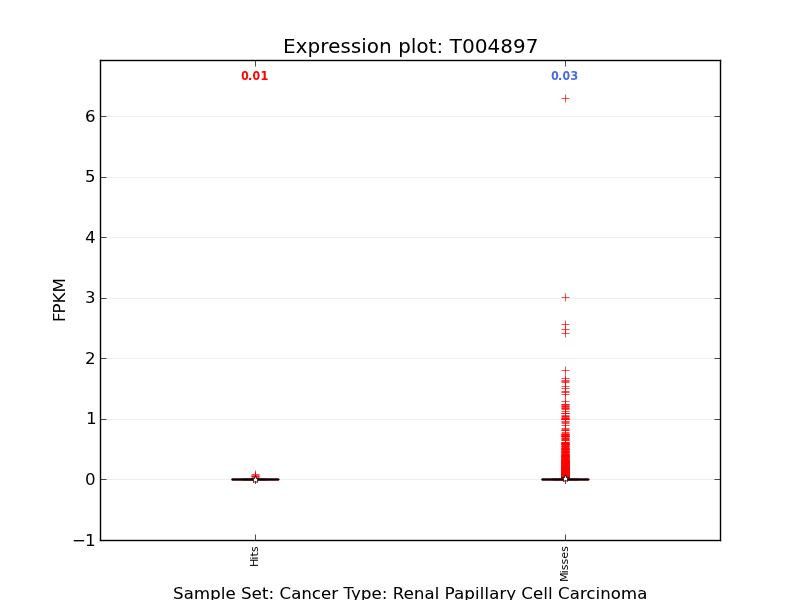 Expression plot: T004897
0.01
0.03
6
5
4
3
2
1
0
−1
FPKM
Hits
Misses
Sample Set: Cancer Type: Renal Papillary Cell Carcinoma